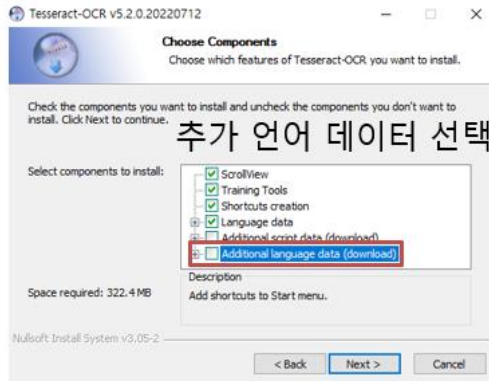 Tesseract-OCR v5.2.0.20220712
Choose Components
Choose which features of Tesseract-OCR you want to install.
Check the components you want to install and uncheck the components you don't want to
install. Click Next to continue.
추가 언어 데이터 선택
Select components to install:
ScrollView
Training Tools
Shortcuts creation
Language data
Additional script data (download)
Additional language data (download)
Description
Space required: 322.4 MB
Add shortcuts to Start menu.
Nullsoft Install System v3.05-2
< Back
Next >
Cancel